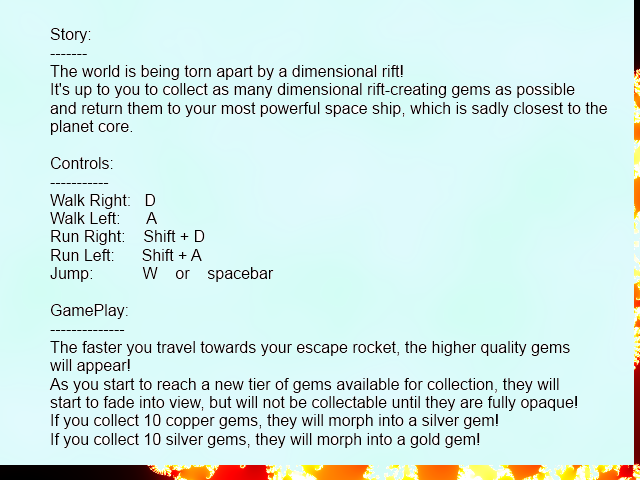 Story:
-------
The world is being torn apart by a dimensional rift!
It's up to you to collect as many dimensional rift-creating gems as possible
and return them to your most powerful space ship, which is sadly closest to the
planet core.

Controls:
-----------
Walk Right:   D
Walk Left:      A
Run Right:    Shift + D
Run Left:      Shift + A
Jump:           W    or    spacebar

GamePlay:
--------------
The faster you travel towards your escape rocket, the higher quality gems
will appear!
As you start to reach a new tier of gems available for collection, they will
start to fade into view, but will not be collectable until they are fully opaque!
If you collect 10 copper gems, they will morph into a silver gem!
If you collect 10 silver gems, they will morph into a gold gem!